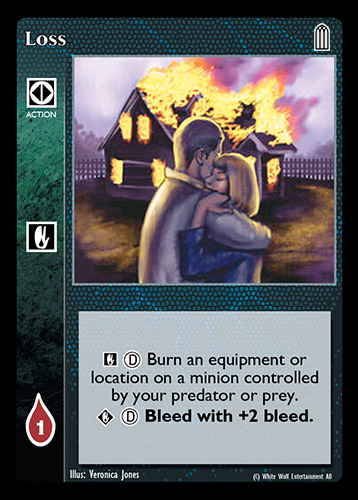 Loss
ACTION
D Burn an equipment or
location on a minion controlled
by your predator or prey.
D Bleed with +2 bleed.
1
Illus: Veronica Jones
(C) White Wolf Entertainment AB